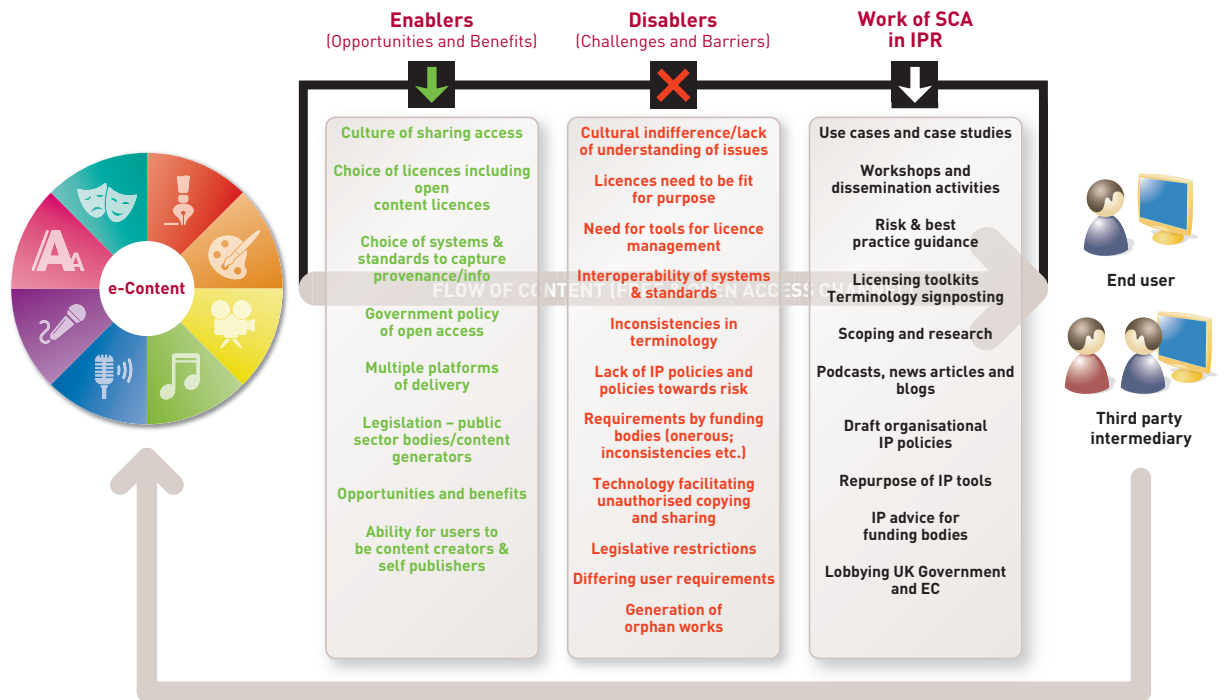 Enablers
(Opportunities and Benefits)
Culture of sharing access
Choice of licences including
open
content licences
Choice of systems &
standards to capture
provenance/info
Government policy
of open access
Multiple platforms
of delivery
Legislation – public
sector bodies/content
generators
Opportunities and benefits
Ability for users to
be content creators &
self publishers
Disablers
(Challenges and Barriers)
Cultural indifference/lack
of understanding of issues
Licences need to be fit
for purpose
Need for tools for licence
management
Interoperability of systems
& standards
Inconsistencies in
terminology
Lack of IP policies and
policies towards risk
Requirements by funding
bodies (onerous;
inconsistencies etc.)
Technology facilitating
unauthorised copying
and sharing
Legislative restrictions
Differing user requirements
Generation of
orphan works
Work of SCA
in IPR
Use cases and case studies
Workshops and
dissemination activities
Risk & best
practice guidance
Licensing toolkits
Terminology signposting
Scoping and research
Podcasts, news articles and
blogs
Draft organisational
IP policies
Repurpose of IP tools
IP advice for
funding bodies
Lobbying UK Government
and EC
e-Content
FLOW OF CONTENT OPEN ACCESS
End user
Third party
intermediary